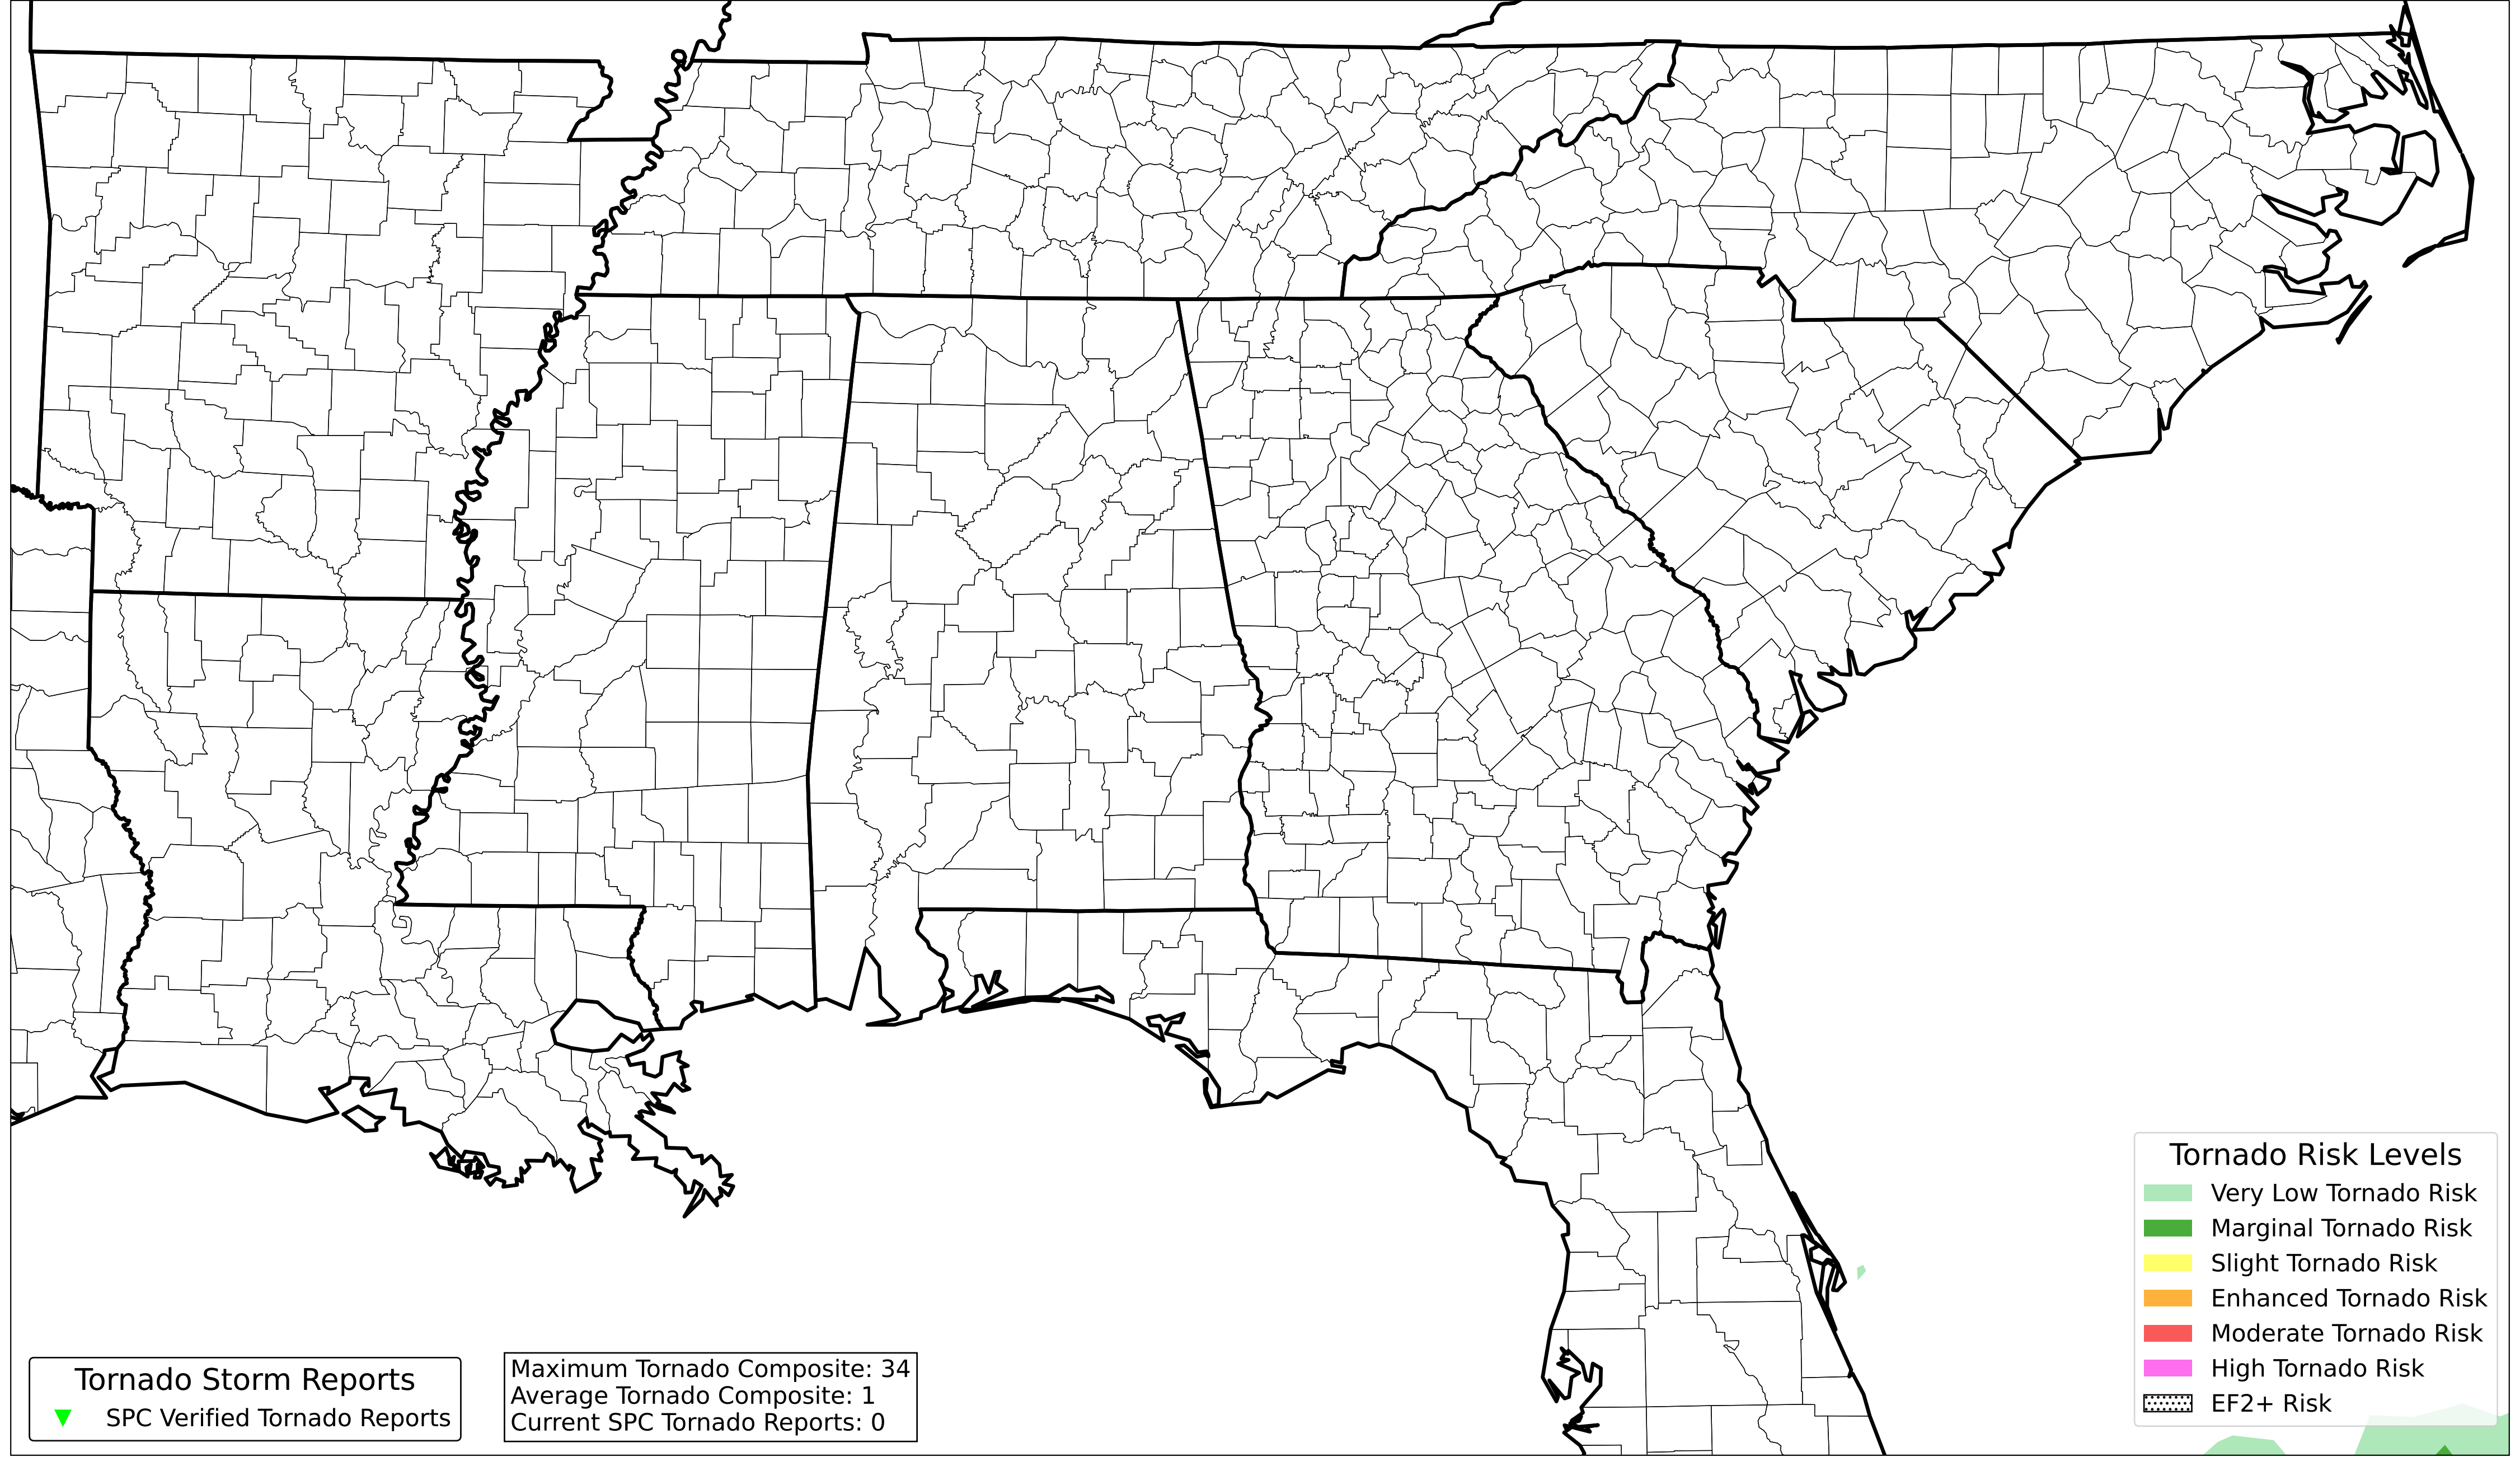 Tornado Risk Levels
Very Low Tornado Risk
Marginal Tornado Risk
Slight Tornado Risk
Enhanced Tornado Risk
Moderate Tornado Risk
High Tornado Risk
EF2+ Risk
Tornado Storm Reports
SPC Verified Tornado Reports
Maximum Tornado Composite: 34
Average Tornado Composite: 1
Current SPC Tornado Reports: 0